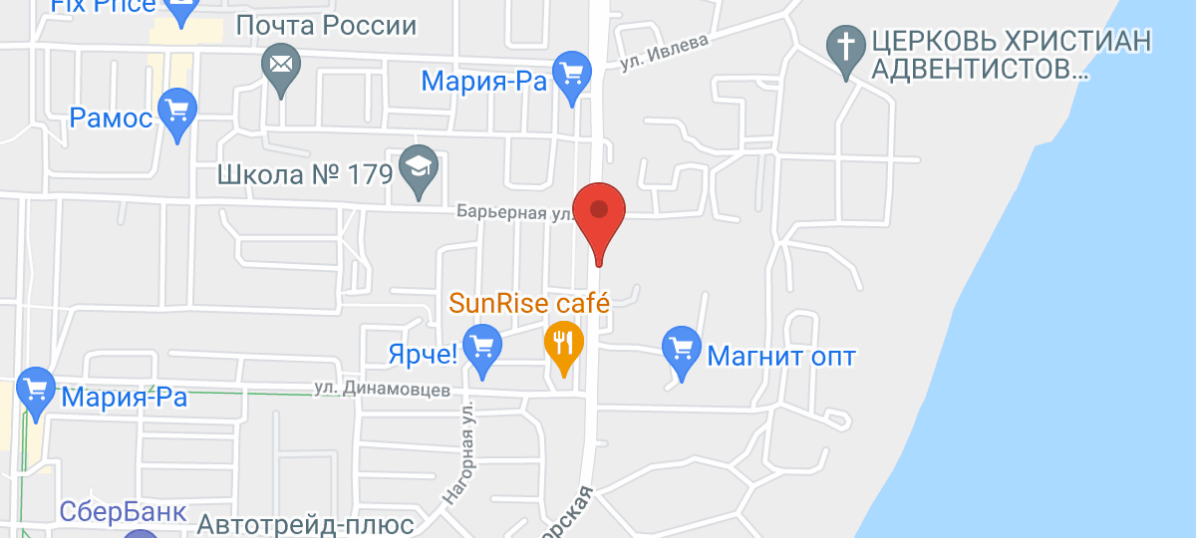 Fix Price
Почта России
ул. Ивлева
ЦЕРКОВЬ ХРИСТИАН
АДВЕНТИСТОВ...
Мария-Ра
Рамос
Школа № 179
Барьерная ул.
SunRise café
Ярче!
Магнит опт
ул. Динамовцев
Мария-Ра
Нагорная ул.
СберБанк
Автотрейд-плюс
орская